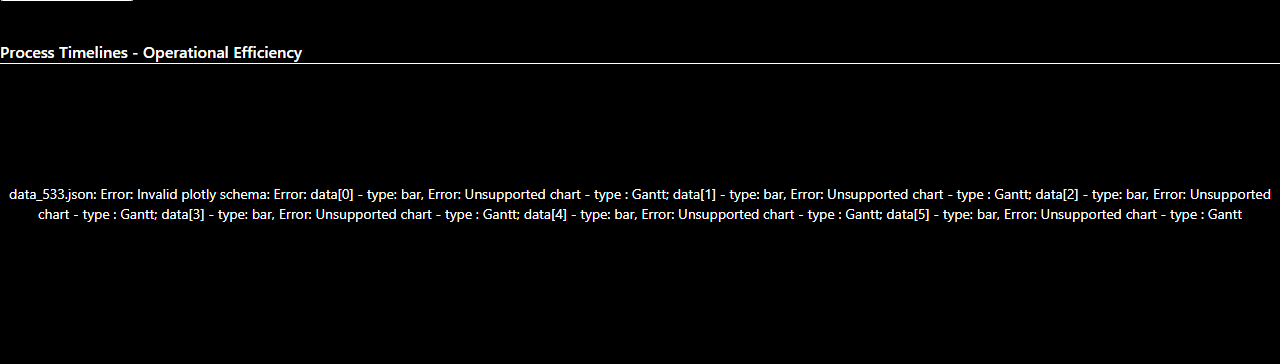 Process Timelines - Operational Efficiency
data_533.json: Error: Invalid plotly schema: Error: data[0] - type: bar, Error: Unsupported chart - type : Gantt; data[1] - type: bar, Error: Unsupported chart - type : Gantt; data[2] - type: bar, Error: Unsupported
chart - type : Gantt; data[3] - type: bar, Error: Unsupported chart - type : Gantt; data[4] - type: bar, Error: Unsupported chart - type : Gantt; data[5] - type: bar, Error: Unsupported chart - type : Gantt